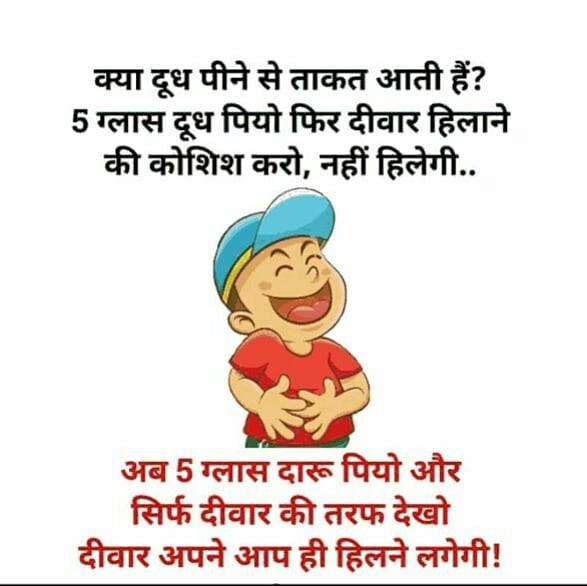 क्या दूध पीने से ताकत आती हैं?
5 ग्लास दूध पियो फिर दीवार हिलाने
की कोशिश करो, नहीं हिलेगी..
अब 5 ग्लास दारू पियो और
सिर्फ दीवार की तरफ देखो
दीवार अपने आप ही हिलने लगेगी!